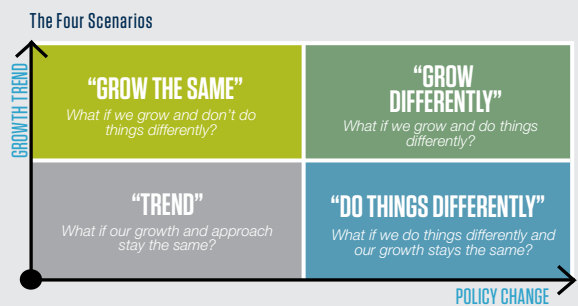 The Four Scenarios
GROWTH TREND
“GROW THE SAME”
What if we grow and don't do
things differently?
“GROW
DIFFERENTLY”
What if we grow and do things
differently?
“TREND”
What if our growth and approach
stay the same?
“DO THINGS DIFFERENTLY”
What if we do things differently and
our growth stays the same?
POLICY CHANGE